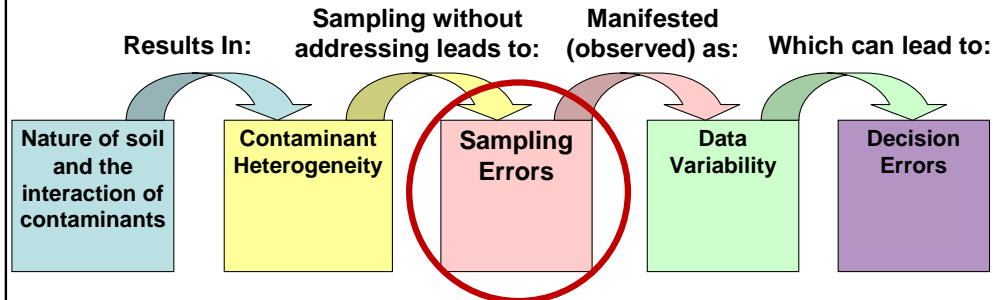 Results In:
Sampling without
addressing leads to:
Manifested
(observed) as:
Which can lead to:
Nature of soil
and the
interaction of
contaminants
Contaminant
Heterogeneity
Sampling
Errors
Data
Variability
Decision
Errors